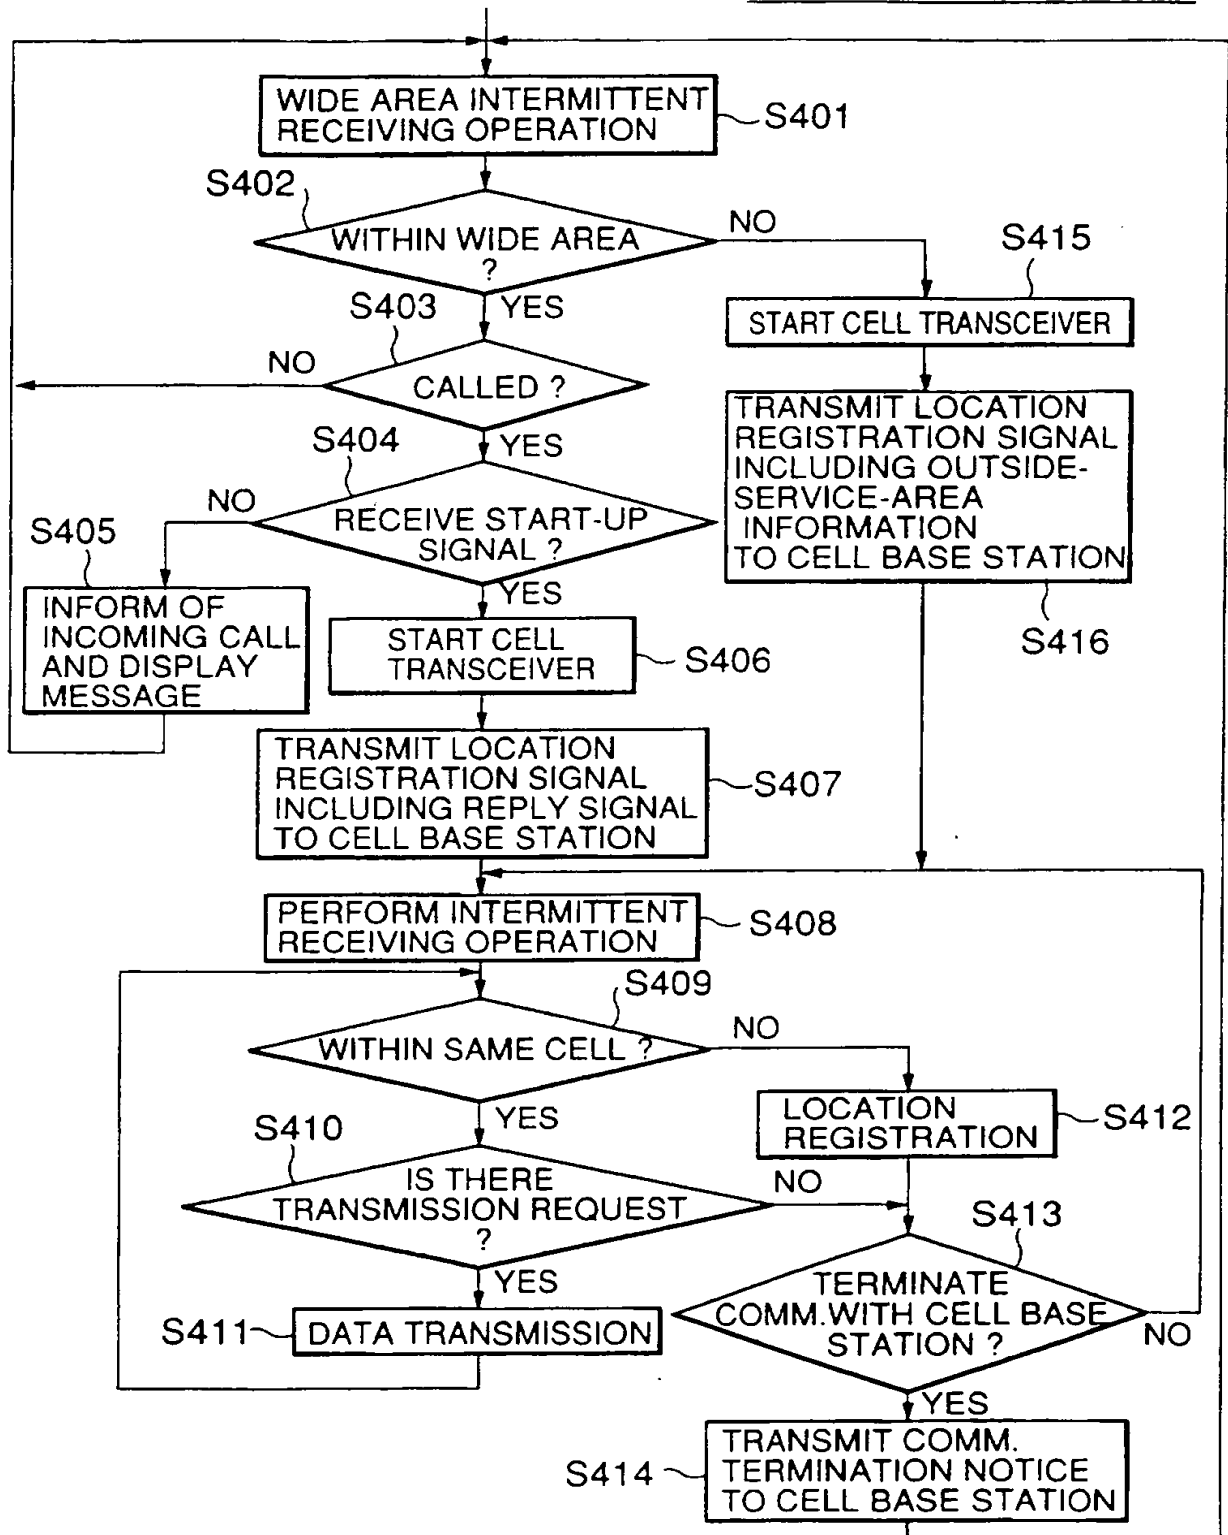 WIDE AREA INTERMITTENT
RECEIVING OPERATION
S401
S402
WITHIN WIDE AREA
?
NO
YES
S415
START CELL TRANSCEIVER
S403
CALLED ?
NO
YES
TRANSMIT LOCATION
REGISTRATION SIGNAL
INCLUDING OUTSIDE-
SERVICE-AREA
INFORMATION
TO CELL BASE STATION
S416
S404
RECEIVE START-UP
SIGNAL ?
NO
YES
S405
INFORM OF
INCOMING CALL
AND DISPLAY
MESSAGE
START CELL
TRANSCEIVER
S406
TRANSMIT LOCATION
REGISTRATION SIGNAL
INCLUDING REPLY SIGNAL
TO CELL BASE STATION
S407
PERFORM INTERMITTENT
RECEIVING OPERATION
S408
S409
WITHIN SAME CELL ?
NO
YES
LOCATION
REGISTRATION
S412
S410
IS THERE
TRANSMISSION REQUEST
?
NO
YES
S413
TERMINATE
COMM.WITH CELL BASE
STATION ?
NO
YES
S411
DATA TRANSMISSION
S414
TRANSMIT COMM.
TERMINATION NOTICE
TO CELL BASE STATION